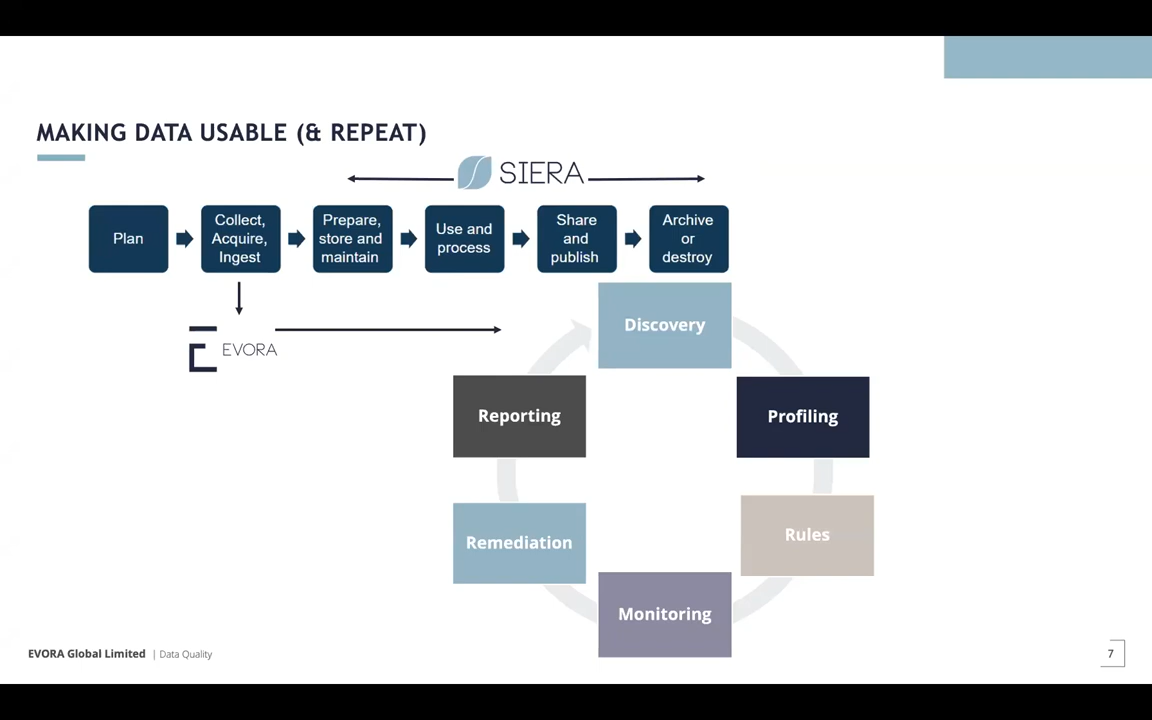 MAKING DATA USABLE (& REPEAT)
SIERA
Plan
Collect,
Acquire,
Ingest
Prepare,
store and
maintain
Use and
process
Share
and
publish
Archive
or
destroy
EVORA
Discovery
Profiling
Rules
Monitoring
Remediation
Reporting
EVORA Global Limited | Data Quality
7